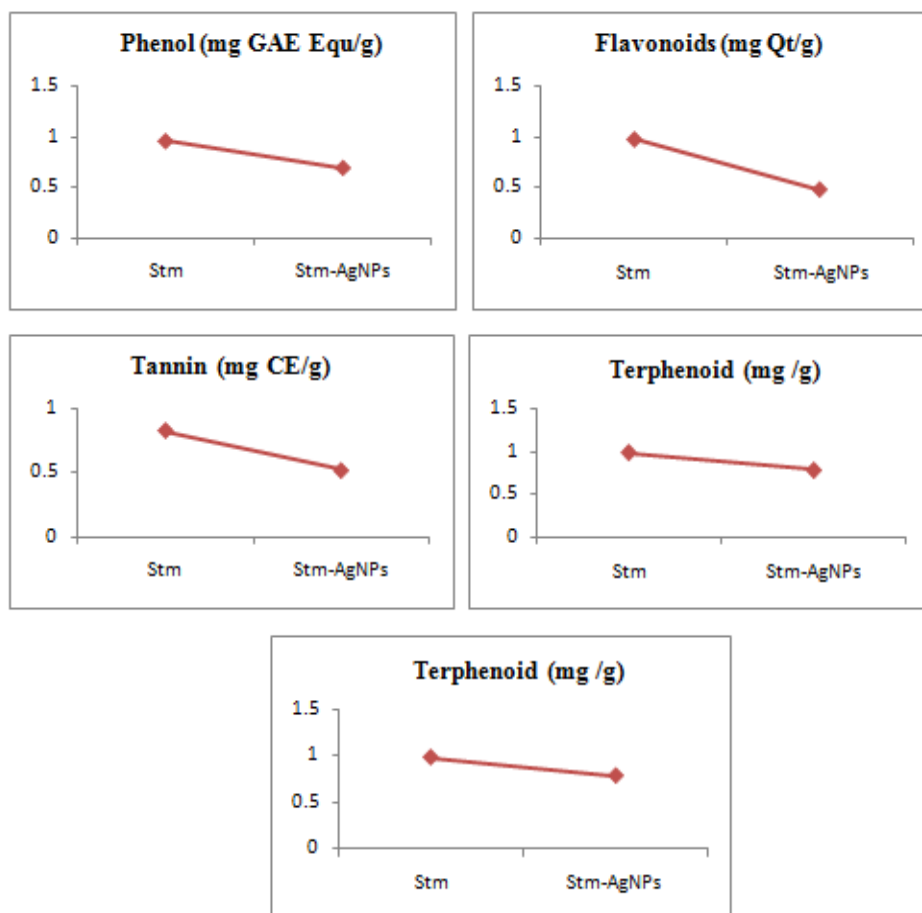 Phenol (mg GAE Equ/g)
1.5
1
0.5
0
Stm Stm-AgNPs
Flavonoids (mg Qt/g)
1.5
1
0.5
0
Stm Stm-AgNPs
Tannin (mg CE/g)
1
0.5
0
Stm Stm-AgNPs
Terphenoid (mg /g)
1.5
1
0.5
0
Stm Stm-AgNPs
Terphenoid (mg /g)
1.5
1
0.5
0
Stm Stm-AgNPs